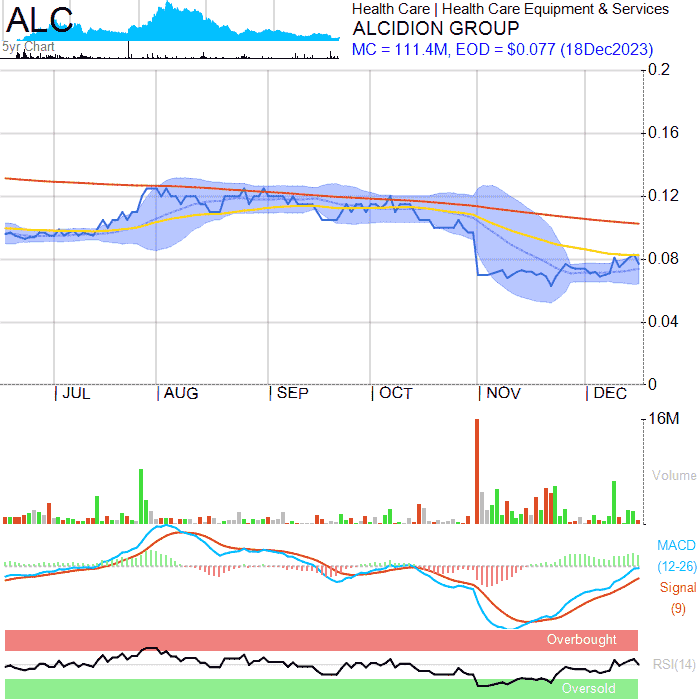 ALC
5yr Chart
Health Care | Health Care Equipment & Services
ALCIDION GROUP
MC = 111.4M, EOD = $0.077 (18Dec2023)
0.2
0.16
0.12
0.08
0.04
0
JUL AUG SEP OCT NOV DEC
16M
Volume
MACD
(12-26)
Signal
(9)
Overbought
RSI(14)
Oversold